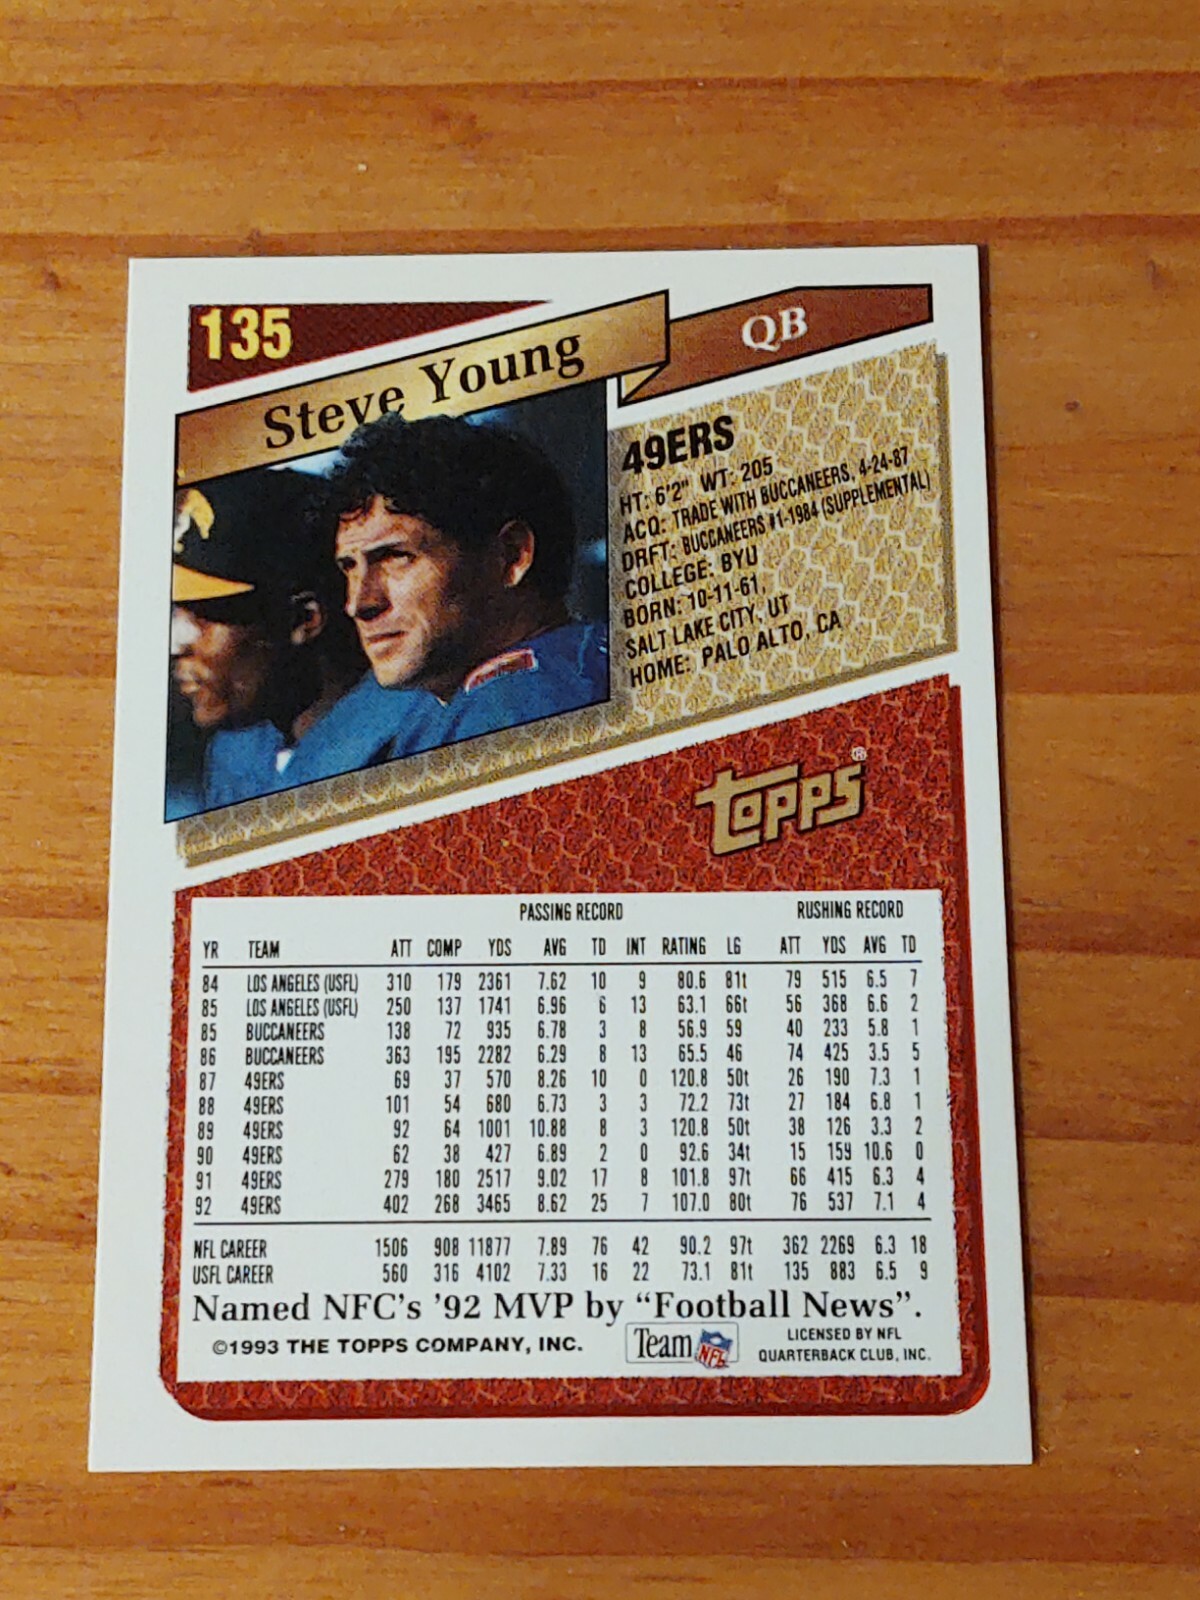 135
Steve Young
QB
49ERS
HT: 6'2" WT: 205
ACQ: TRADE WITH BUCCANEERS, 4-24-87
DRFT: BUCCANEERS #1-1984 (SUPPLEMENTAL)
COLLEGE: BYU
BORN: 10-11-61,
SALT LAKE CITY, UT
HOME: PALO ALTO, CA
Topps®
PASSING RECORD RUSHING RECORD
YR TEAM ATT COMP YDS AVG TD INT RATING LG ATT YDS AVG TD
84 LOS ANGELES (USFL) 310 179 2361 7.62 10 9 80.6 81t 79 515 6.5 7
85 LOS ANGELES (USFL) 250 137 1741 6.96 6 13 63.1 66t 56 368 6.6 2
85 BUCCANEERS 138 72 935 6.78 3 8 56.9 59 40 233 5.8 1
86 BUCCANEERS 363 195 2282 6.29 8 13 65.5 46 74 425 3.5 5
87 49ERS 69 37 570 8.26 10 0 120.8 50t 26 190 7.3 1
88 49ERS 101 54 680 6.73 3 3 72.2 73t 27 184 6.8 1
89 49ERS 92 64 1001 10.88 8 3 120.8 50t 38 126 3.3 2
90 49ERS 62 38 427 6.89 2 0 92.6 34t 15 159 10.6 0
91 49ERS 279 180 2517 9.02 17 8 101.8 97t 66 415 6.3 4
92 49ERS 402 268 3465 8.62 25 7 107.0 80t 76 537 7.1 4
NFL CAREER 1506 908 11877 7.89 76 42 90.2 97t 362 2269 6.3 18
USFL CAREER 560 316 4102 7.33 16 22 73.1 81t 135 883 6.5 9
Named NFC's '92 MVP by "Football News".
©1993 THE TOPPS COMPANY, INC.
Team NFL
LICENSED BY NFL
QUARTERBACK CLUB, INC.